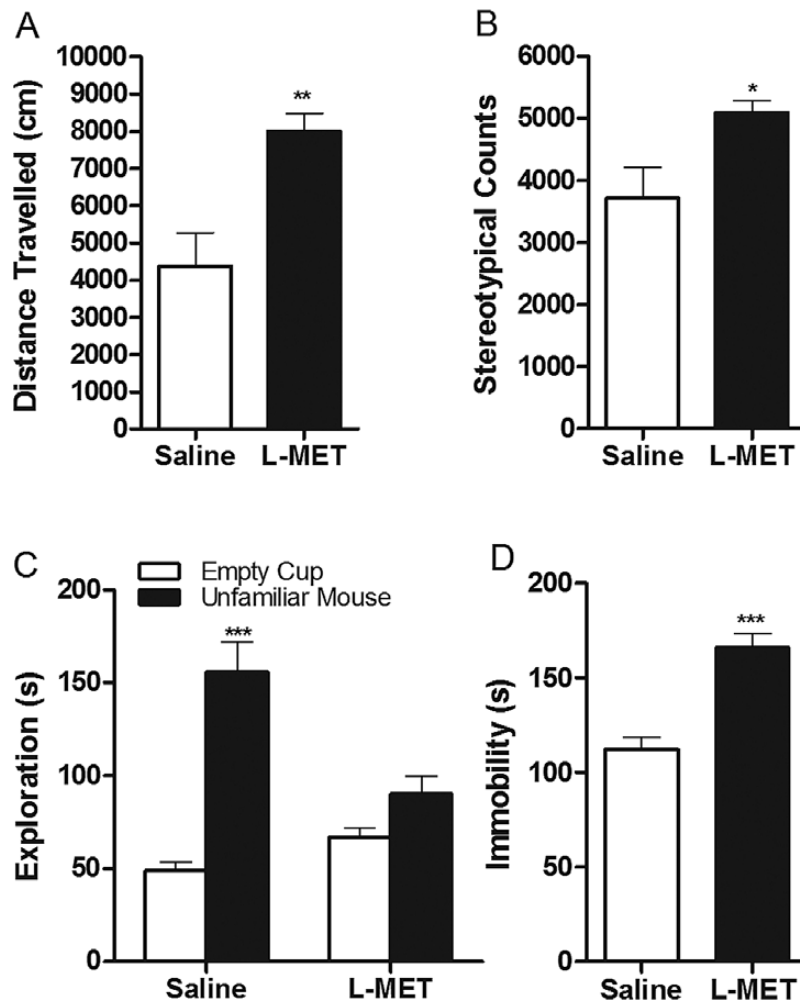 A
Distance Travelled (cm)
10000
9000
8000
7000
6000
5000
4000
3000
2000
1000
0
**
Saline L-MET
B
Stereotypical Counts
6000
5000
4000
3000
2000
1000
0
*
Saline L-MET
C
Empty Cup
Unfamiliar Mouse
Exploration (s)
200
150
100
50
0
***
Saline L-MET
D
Immobility (s)
200
150
100
50
0
***
Saline L-MET